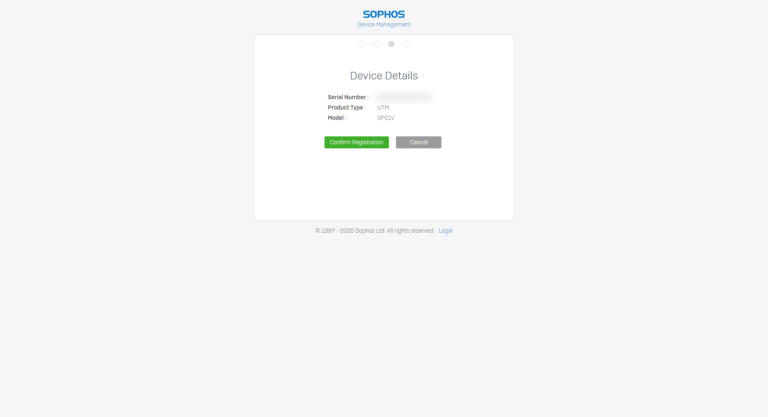 SOPHOS
Device Management
Device Details
Serial Number :
Product Type : UTM
Model : SF01V
Confirm Registration Cancel
© 1997 - 2020 Sophos Ltd. All rights reserved. Legal